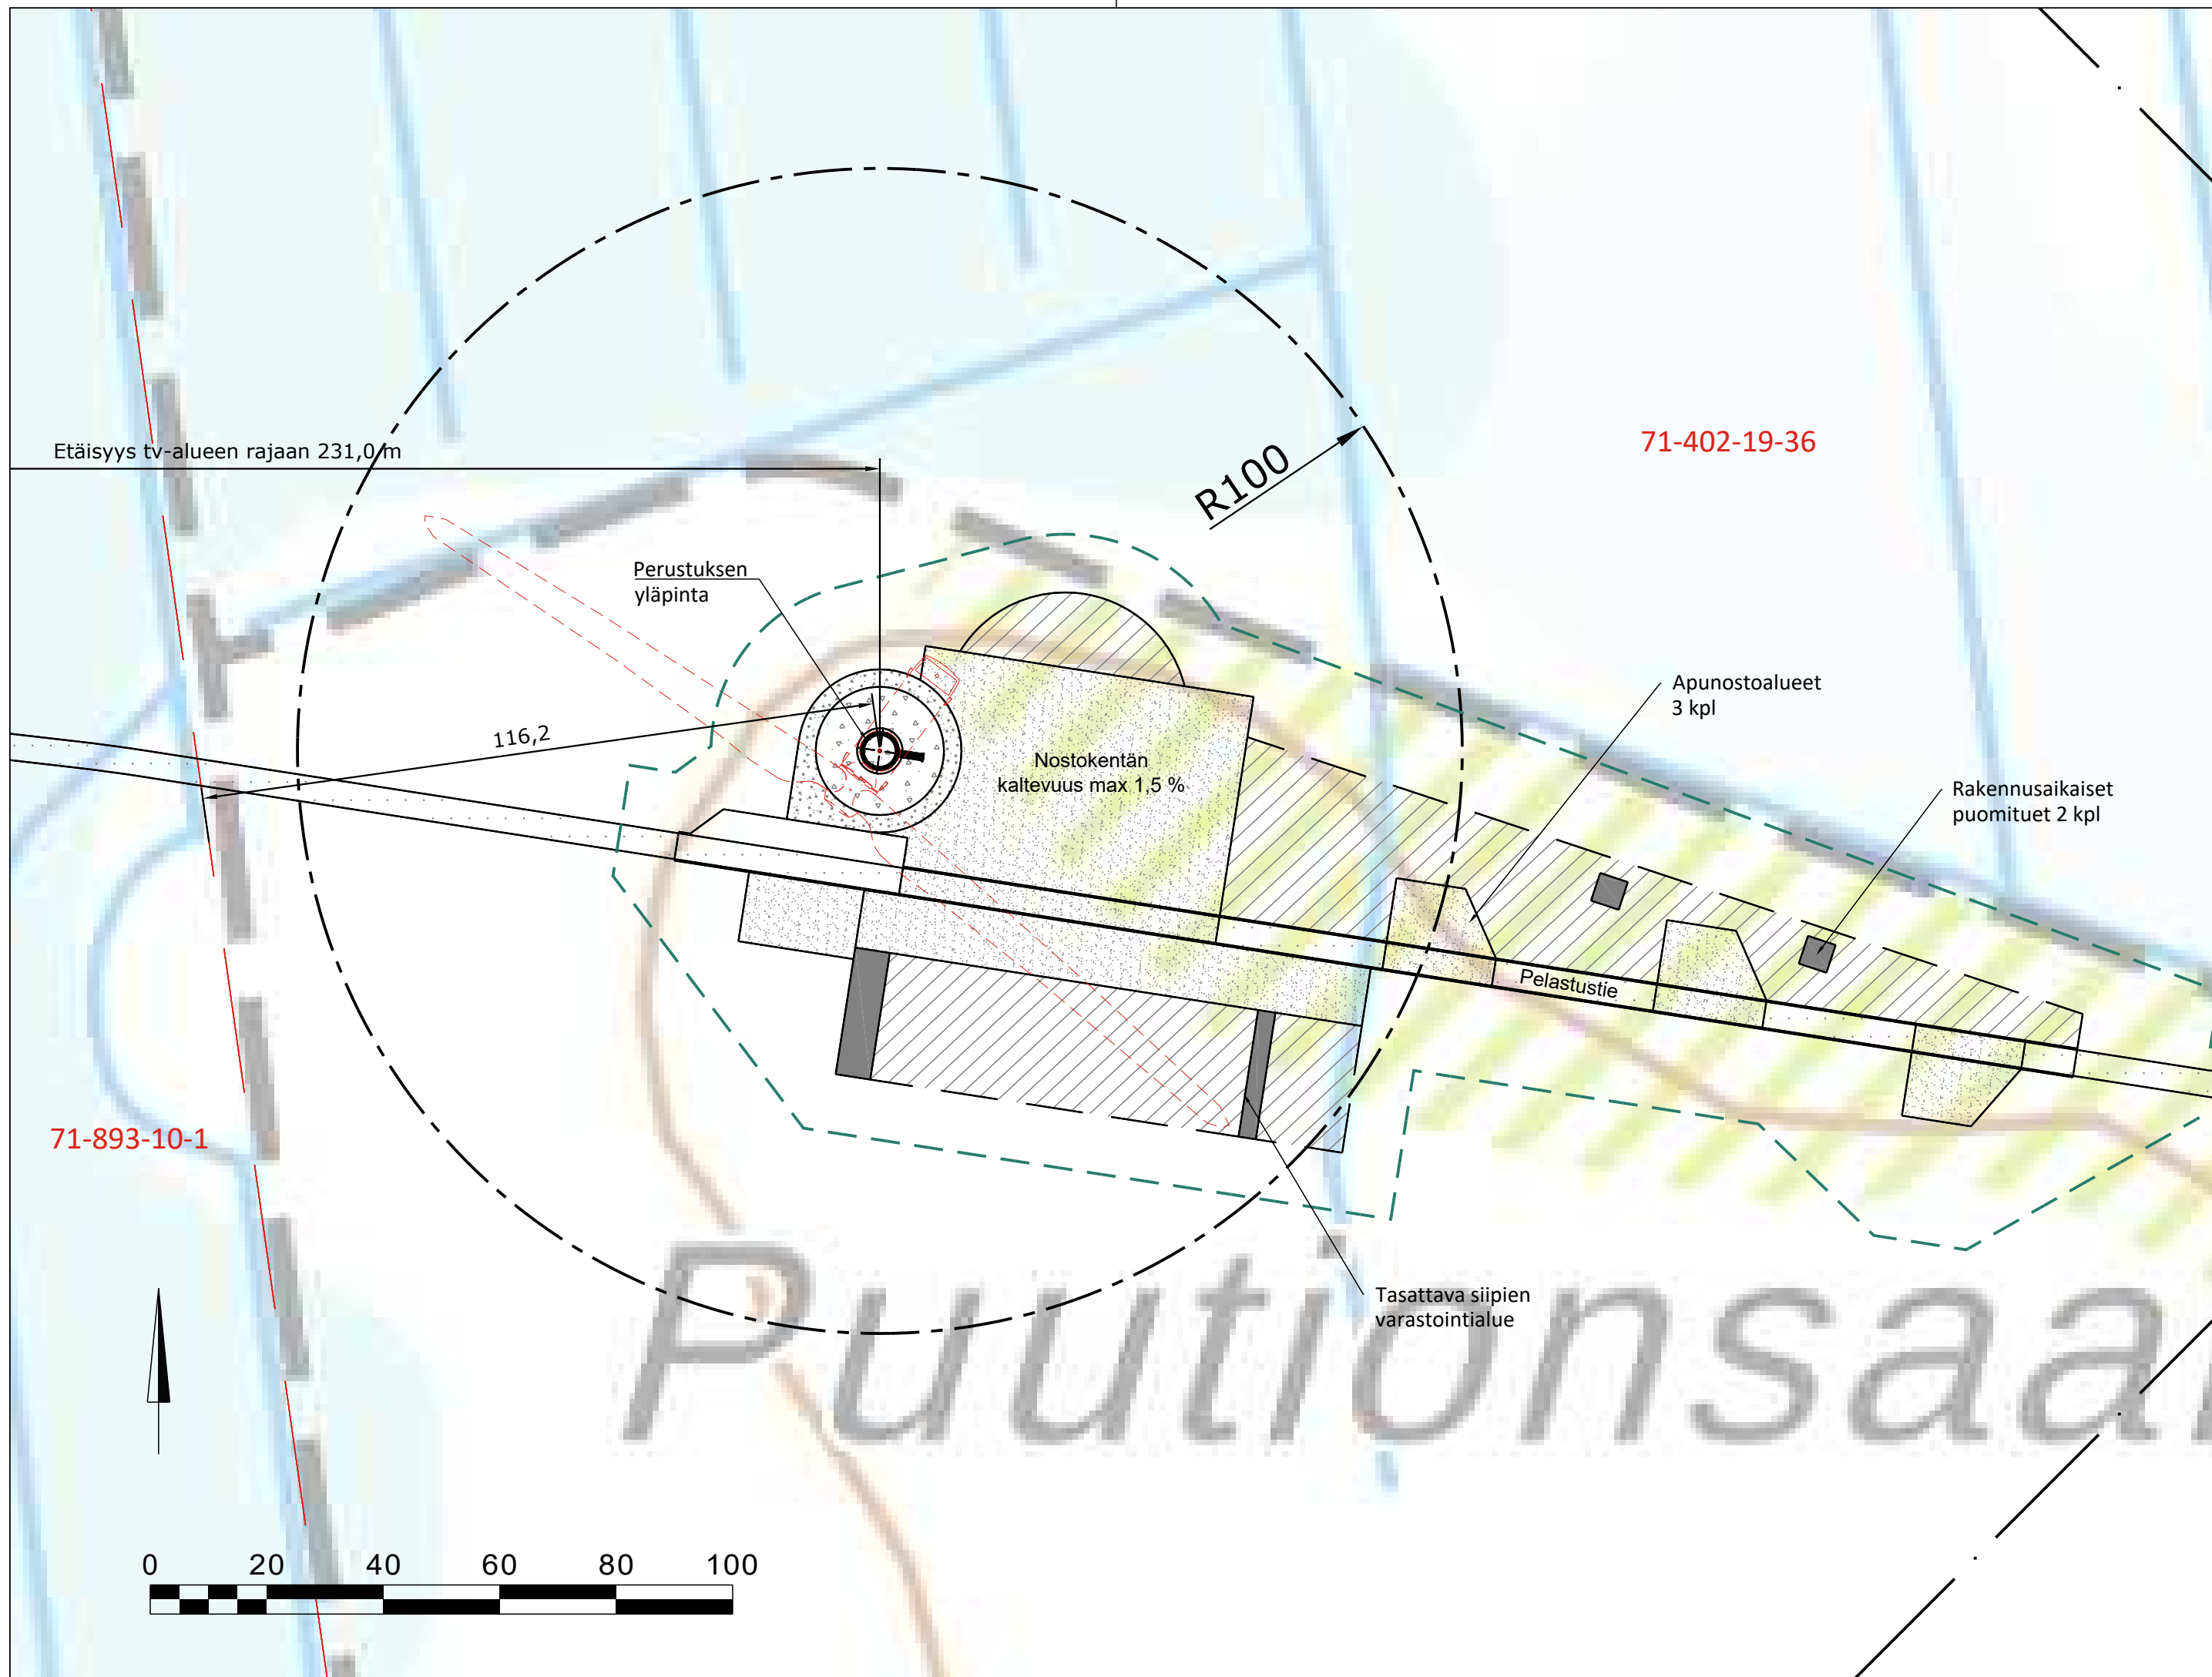 71-402-19-36
Etäisyys tv-alueen rajaan 231,0 m
R100
Perustuksen
yläpinta
Apunostoalueet
3 kpl
116,2
Nostokentän
kaltevuus max 1,5 %
Rakennusaikaiset
puomituet 2 kpl
Pelastustie
71-893-10-1
Tasattava siipien
varastointialue
Puutionsaa
0 20 40 60 80 100